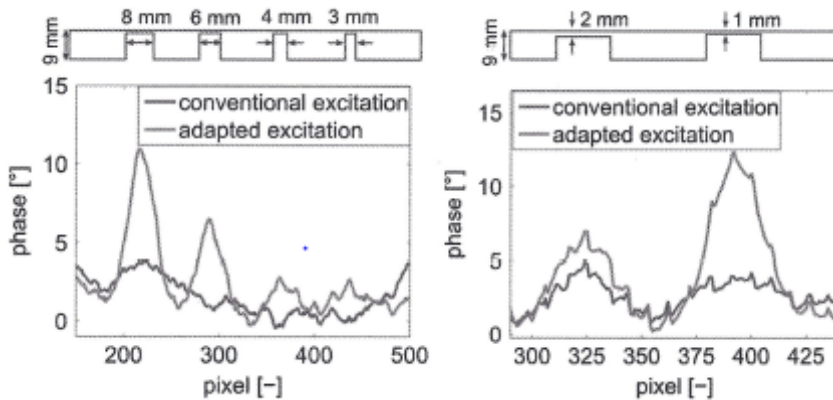 8 mm 6 mm 4 mm 3 mm
9 mm
15
10
5
0
phase [°]
conventional excitation
adapted excitation
200 300 400 500
pixel [−]
2 mm 1 mm
9 mm
15
10
5
0
phase [°]
conventional excitation
adapted excitation
300 325 350 375 400 425
pixel [−]